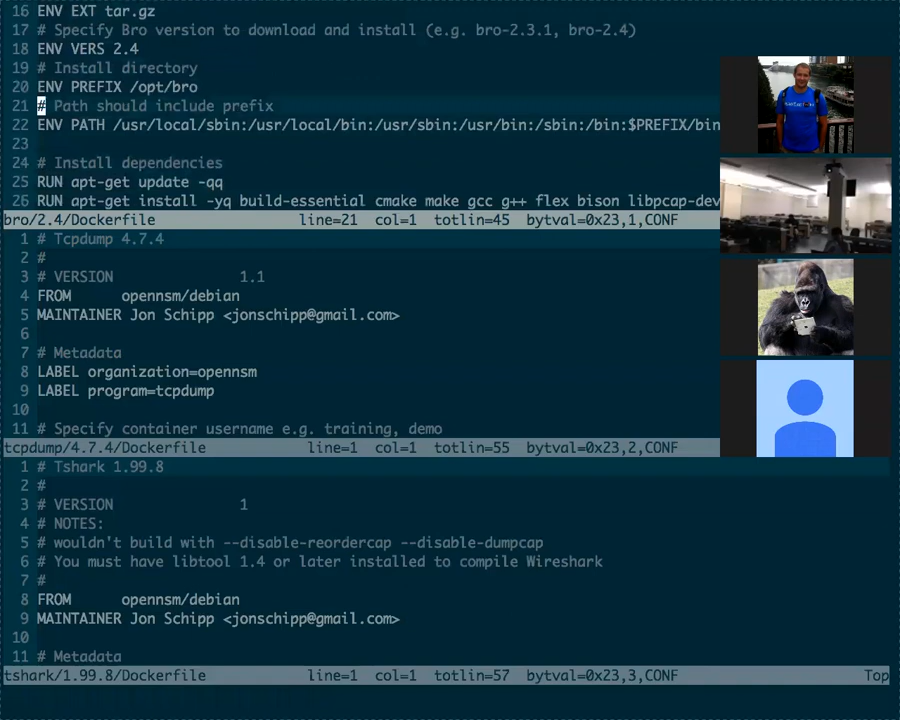 16 ENV EXT tar.gz
17 # Specify Bro version to download and install (e.g. bro-2.3.1, bro-2.4)
18 ENV VERS 2.4
19 # Install directory
20 ENV PREFIX /opt/bro
21 # Path should include prefix
22 ENV PATH /usr/local/sbin:/usr/local/bin:/usr/sbin:/usr/bin:/sbin:/bin:$PREFIX/bin
23
24 # Install dependencies
25 RUN apt-get update -qq
26 RUN apt-get install -yq build-essential cmake make gcc g++ flex bison libpcap-dev
bro/2.4/Dockerfile line=21 col=1 totlin=45 bytval=0x23,1,CONF
1 # Tcpdump 4.7.4
2 #
3 # VERSION 1.1
4 FROM opennsm/debian
5 MAINTAINER Jon Schipp <jonschipp@gmail.com>
6
7 # Metadata
8 LABEL organization=opennsm
9 LABEL program=tcpdump
10
11 # Specify container username e.g. training, demo
tcpdump/4.7.4/Dockerfile line=1 col=1 totlin=55 bytval=0x23,2,CONF
1 # Tshark 1.99.8
2 #
3 # VERSION 1
4 # NOTES:
5 # wouldn't build with --disable-reordercap --disable-dumpcap
6 # You must have libtool 1.4 or later installed to compile Wireshark
7 #
8 FROM opennsm/debian
9 MAINTAINER Jon Schipp <jonschipp@gmail.com>
10
11 # Metadata
tshark/1.99.8/Dockerfile line=1 col=1 totlin=57 bytval=0x23,3,CONF Top